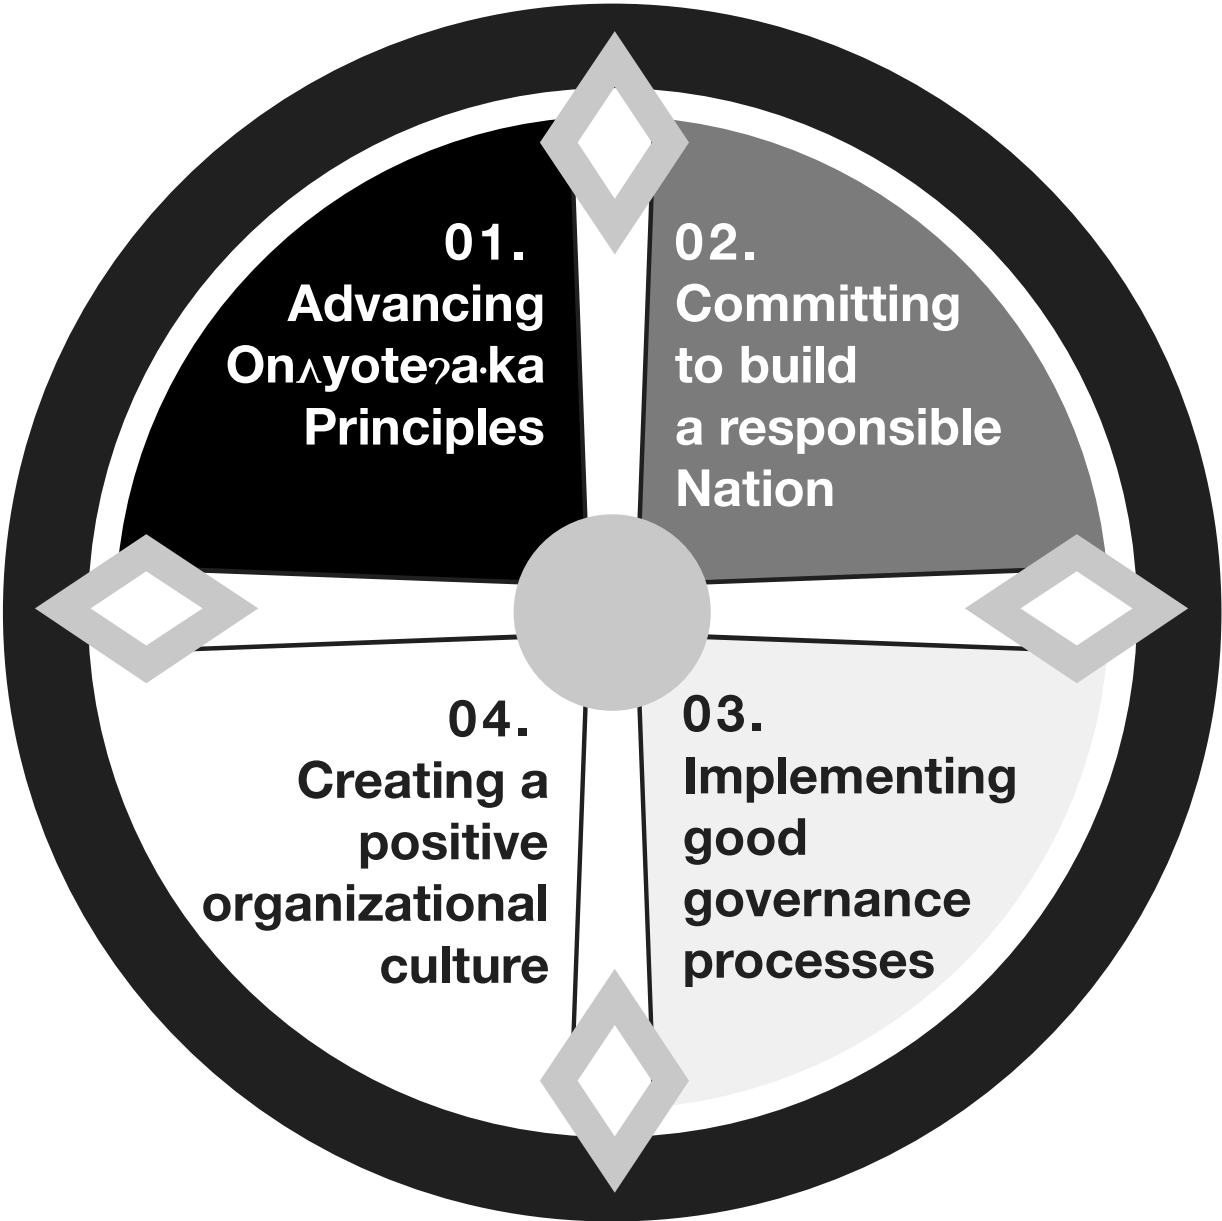 01.
Advancing
Onʌyoteʔa·ka
Principles
02.
Committing
to build
a responsible
Nation
03.
Implementing
good
governance
processes
04.
Creating a
positive
organizational
culture